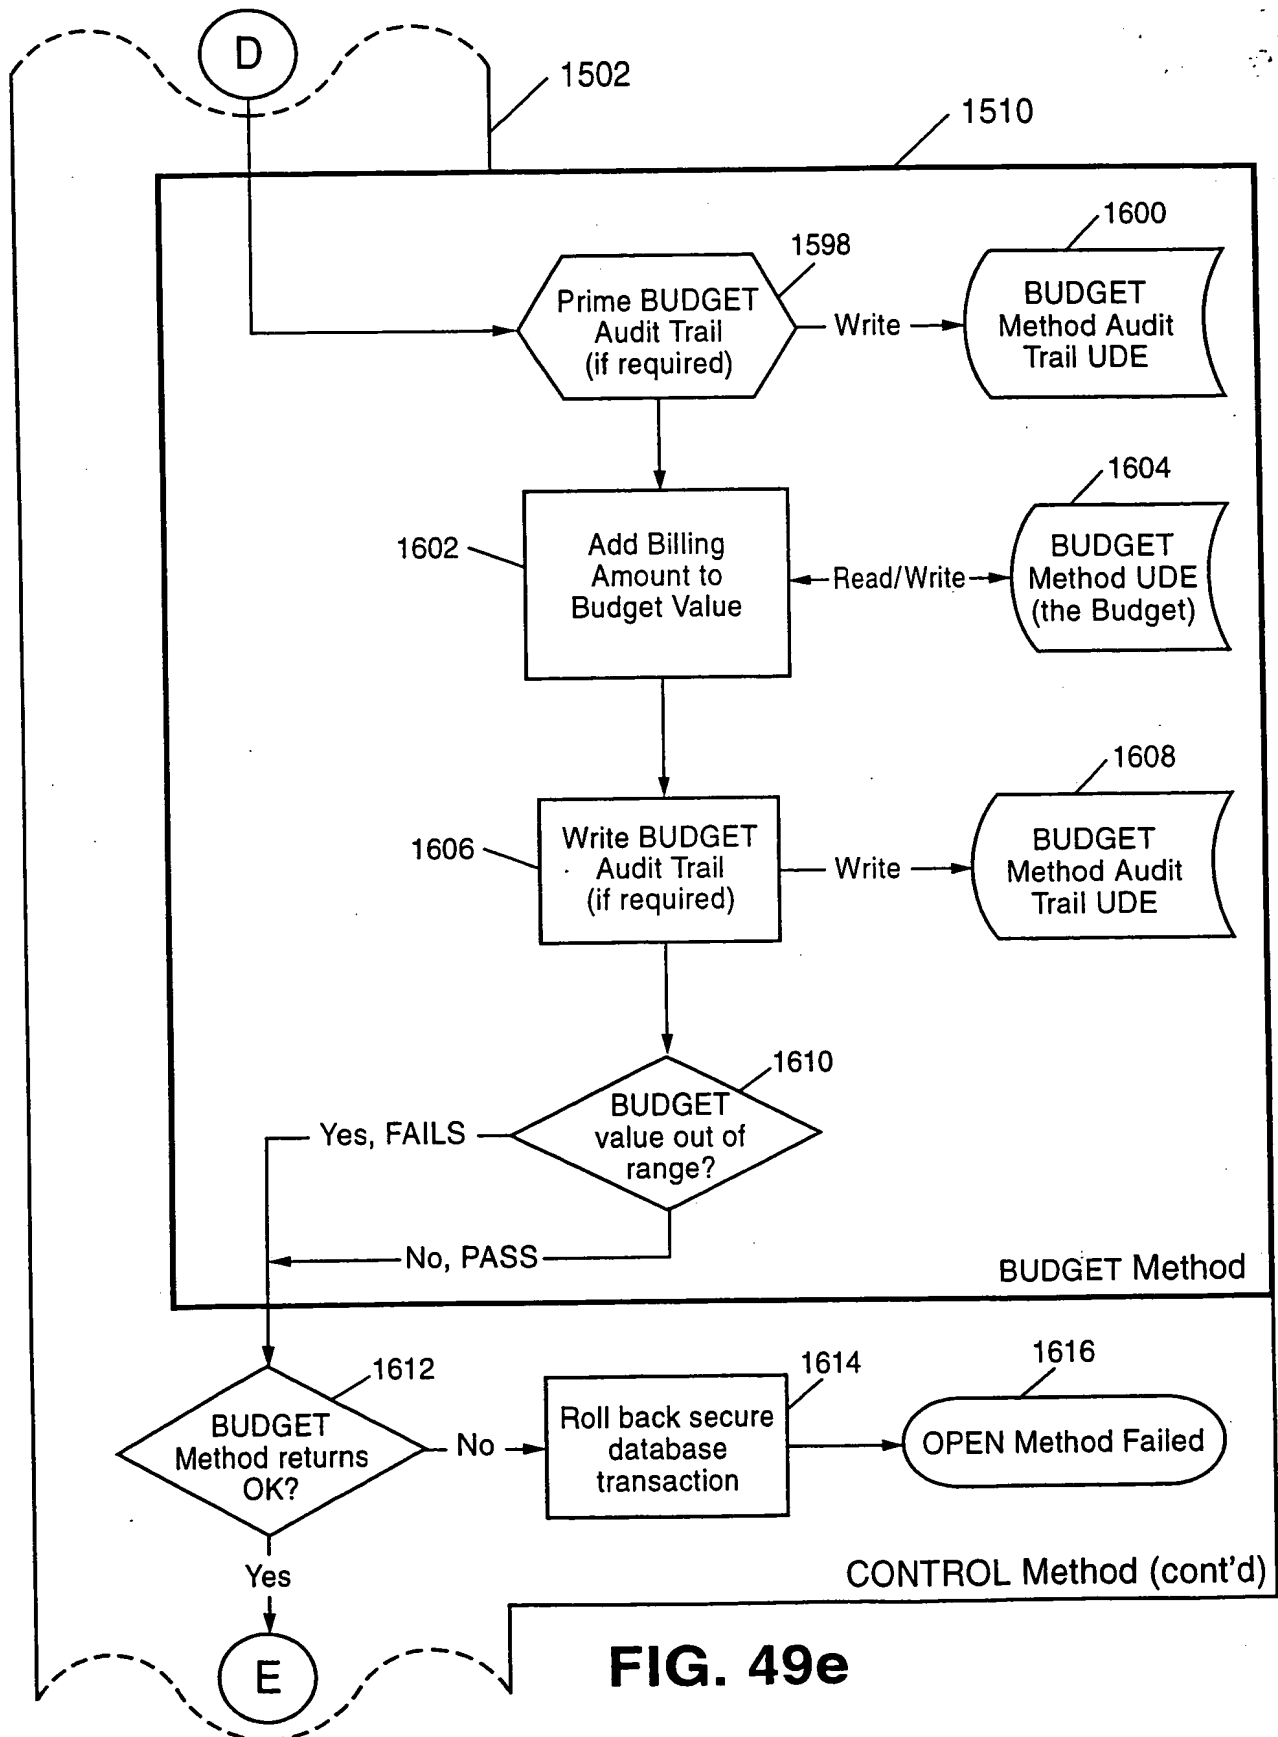 D
1502
1510
1600
1598
Prime BUDGET
Audit Trail
(if required)
Write
BUDGET
Method Audit
Trail UDE
1604
1602
Add Billing
Amount to
Budget Value
Read/Write
BUDGET
Method UDE
(the Budget)
1608
1606
Write BUDGET
Audit Trail
(if required)
Write
BUDGET
Method Audit
Trail UDE
1610
BUDGET
value out of
range?
Yes, FAILS
No, PASS
BUDGET Method
1612
BUDGET
Method returns
OK?
No
1614
Roll back secure
database
transaction
1616
OPEN Method Failed
Yes
CONTROL Method (cont'd)
E
FIG. 49e